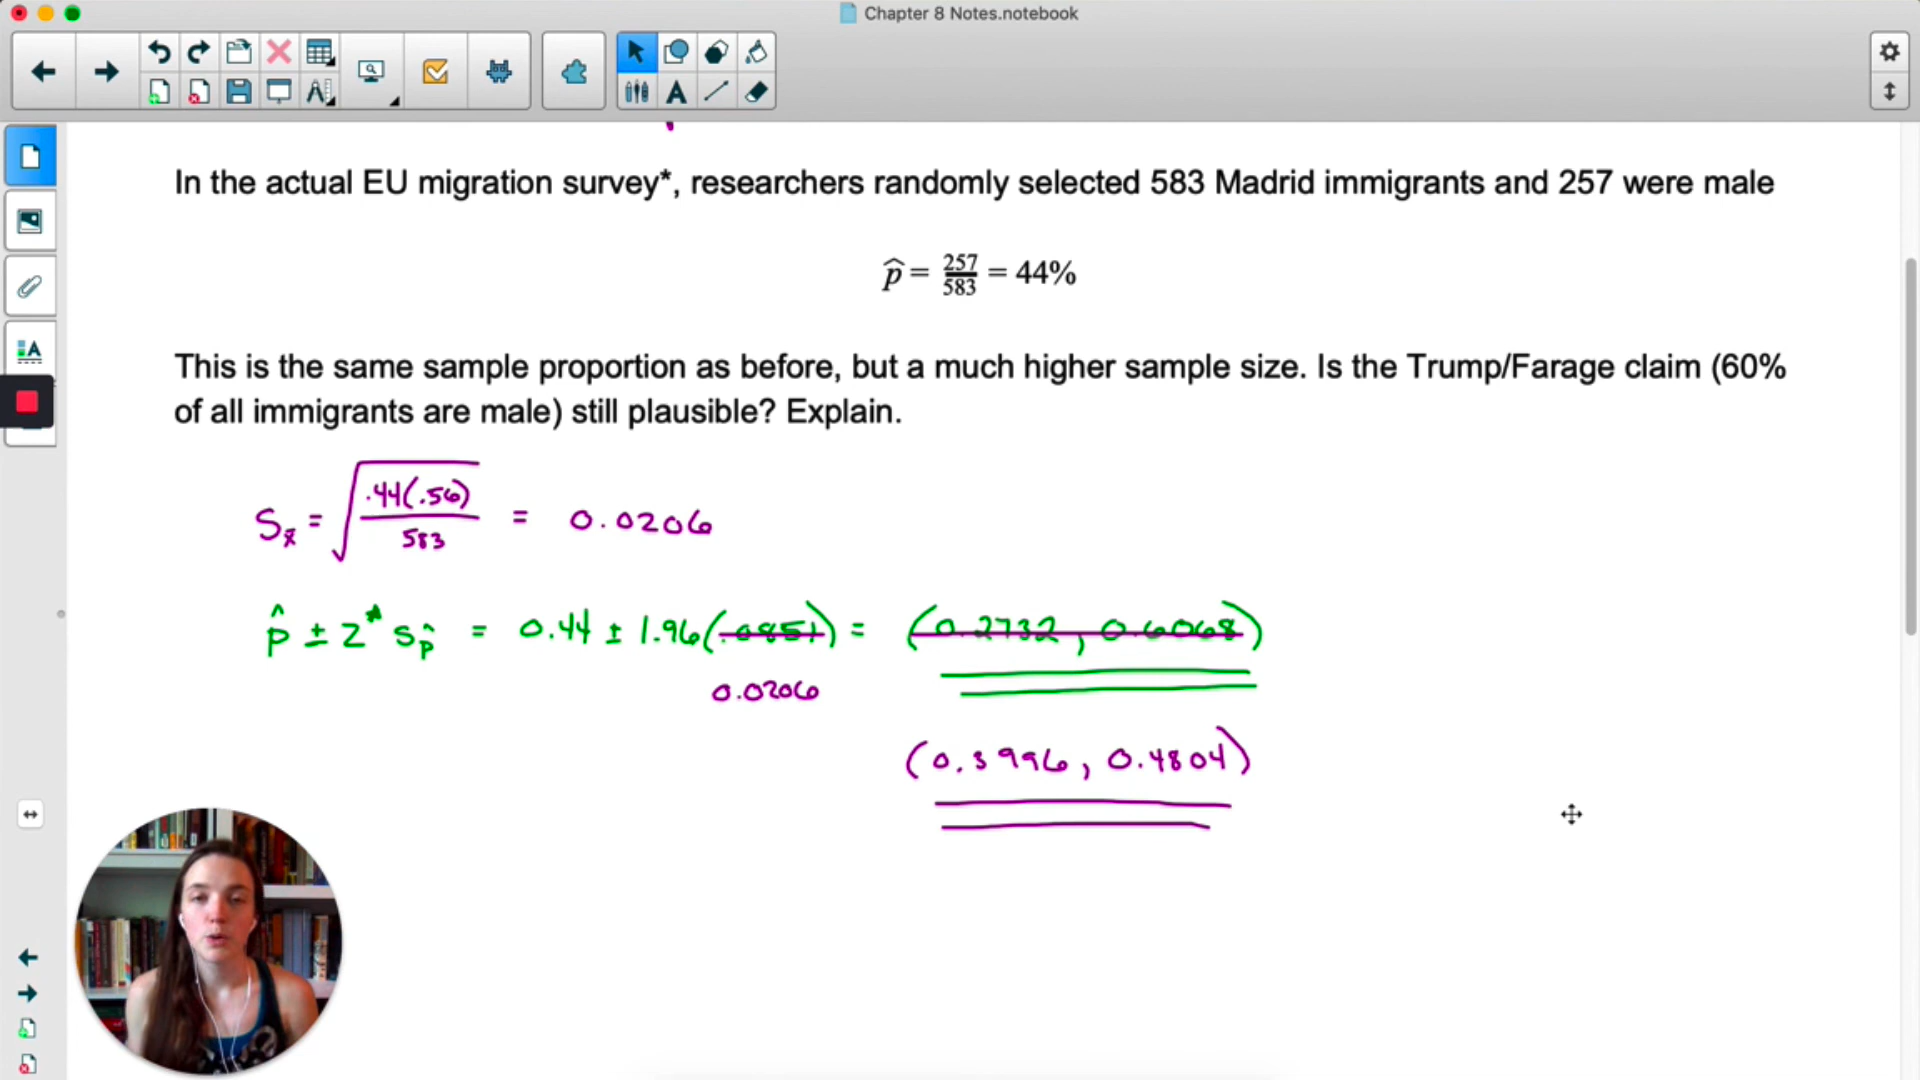 Chapter 8 Notes.notebook
In the actual EU migration survey*, researchers randomly selected 583 Madrid immigrants and 257 were male
p̂ = 257/583 = 44%
This is the same sample proportion as before, but a much higher sample size. Is the Trump/Farage claim (60%
of all immigrants are male) still plausible? Explain.
Sx̄ = √(.44(.56)/583) = 0.0206
p̂ ± z* sp̂ = 0.44 ± 1.96(.0851) = (0.2732, 0.6068)
0.0206
(0.3996, 0.4804)